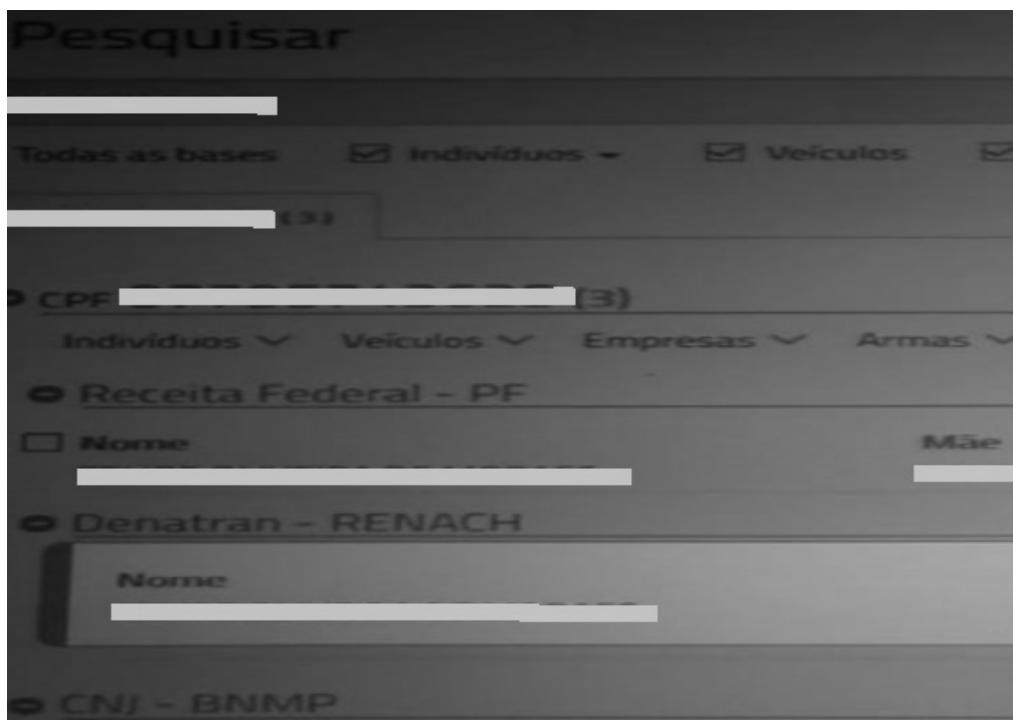 Pesquisar
Todas as bases Indivíduos Veículos
(3)
CPF (3)
Indivíduos Veículos Empresas Armas
Receita Federal - PF
Nome Mãe
Denatran - RENACH
Nome
CNJ - BNMP